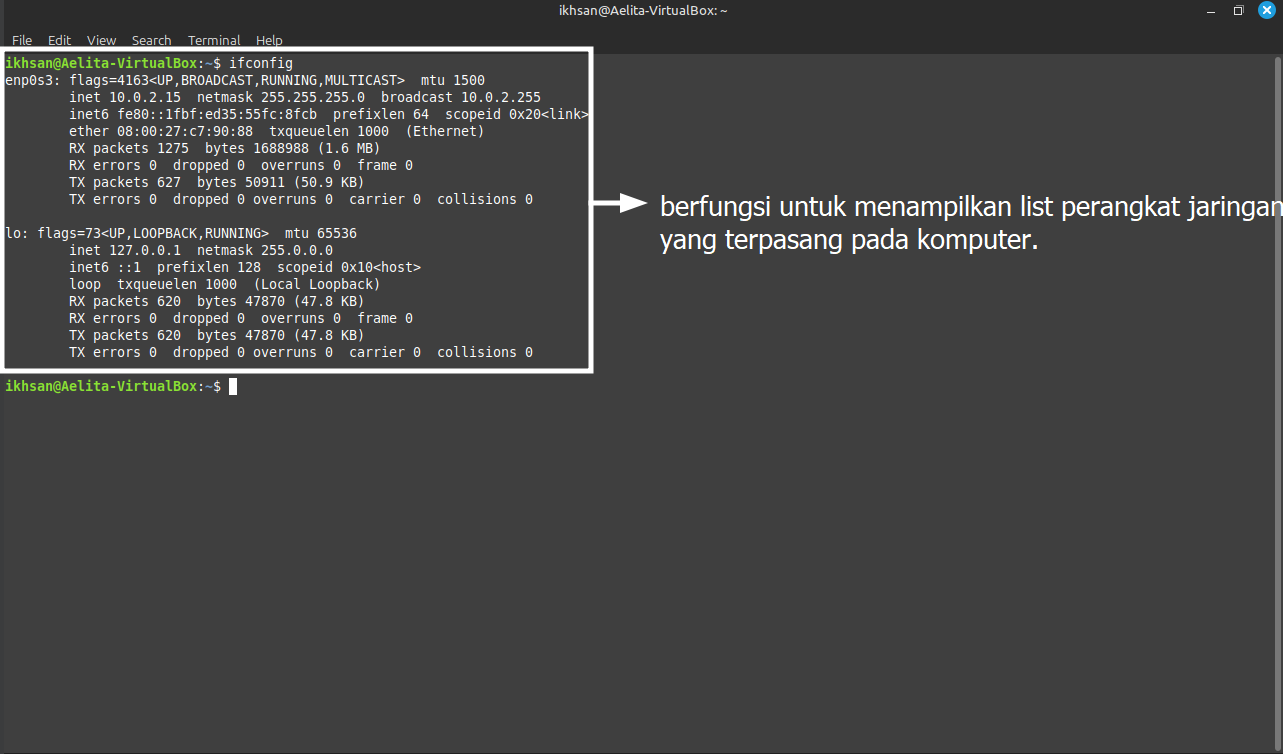 ikhsan@Aelita-VirtualBox: ~
File Edit View Search Terminal Help
ikhsan@Aelita-VirtualBox:~$ ifconfig
enp0s3: flags=4163<UP,BROADCAST,RUNNING,MULTICAST>  mtu 1500
        inet 10.0.2.15  netmask 255.255.255.0  broadcast 10.0.2.255
        inet6 fe80::1fbf:ed35:55fc:8fcb  prefixlen 64  scopeid 0x20<link>
        ether 08:00:27:c7:90:88  txqueuelen 1000  (Ethernet)
        RX packets 1275  bytes 1688988 (1.6 MB)
        RX errors 0  dropped 0  overruns 0  frame 0
        TX packets 627  bytes 50911 (50.9 KB)
        TX errors 0  dropped 0 overruns 0  carrier 0  collisions 0
lo: flags=73<UP,LOOPBACK,RUNNING>  mtu 65536
        inet 127.0.0.1  netmask 255.0.0.0
        inet6 ::1  prefixlen 128  scopeid 0x10<host>
        loop  txqueuelen 1000  (Local Loopback)
        RX packets 620  bytes 47870 (47.8 KB)
        RX errors 0  dropped 0  overruns 0  frame 0
        TX packets 620  bytes 47870 (47.8 KB)
        TX errors 0  dropped 0 overruns 0  carrier 0  collisions 0
ikhsan@Aelita-VirtualBox:~$
berfungsi untuk menampilkan list perangkat jaringan
yang terpasang pada komputer.